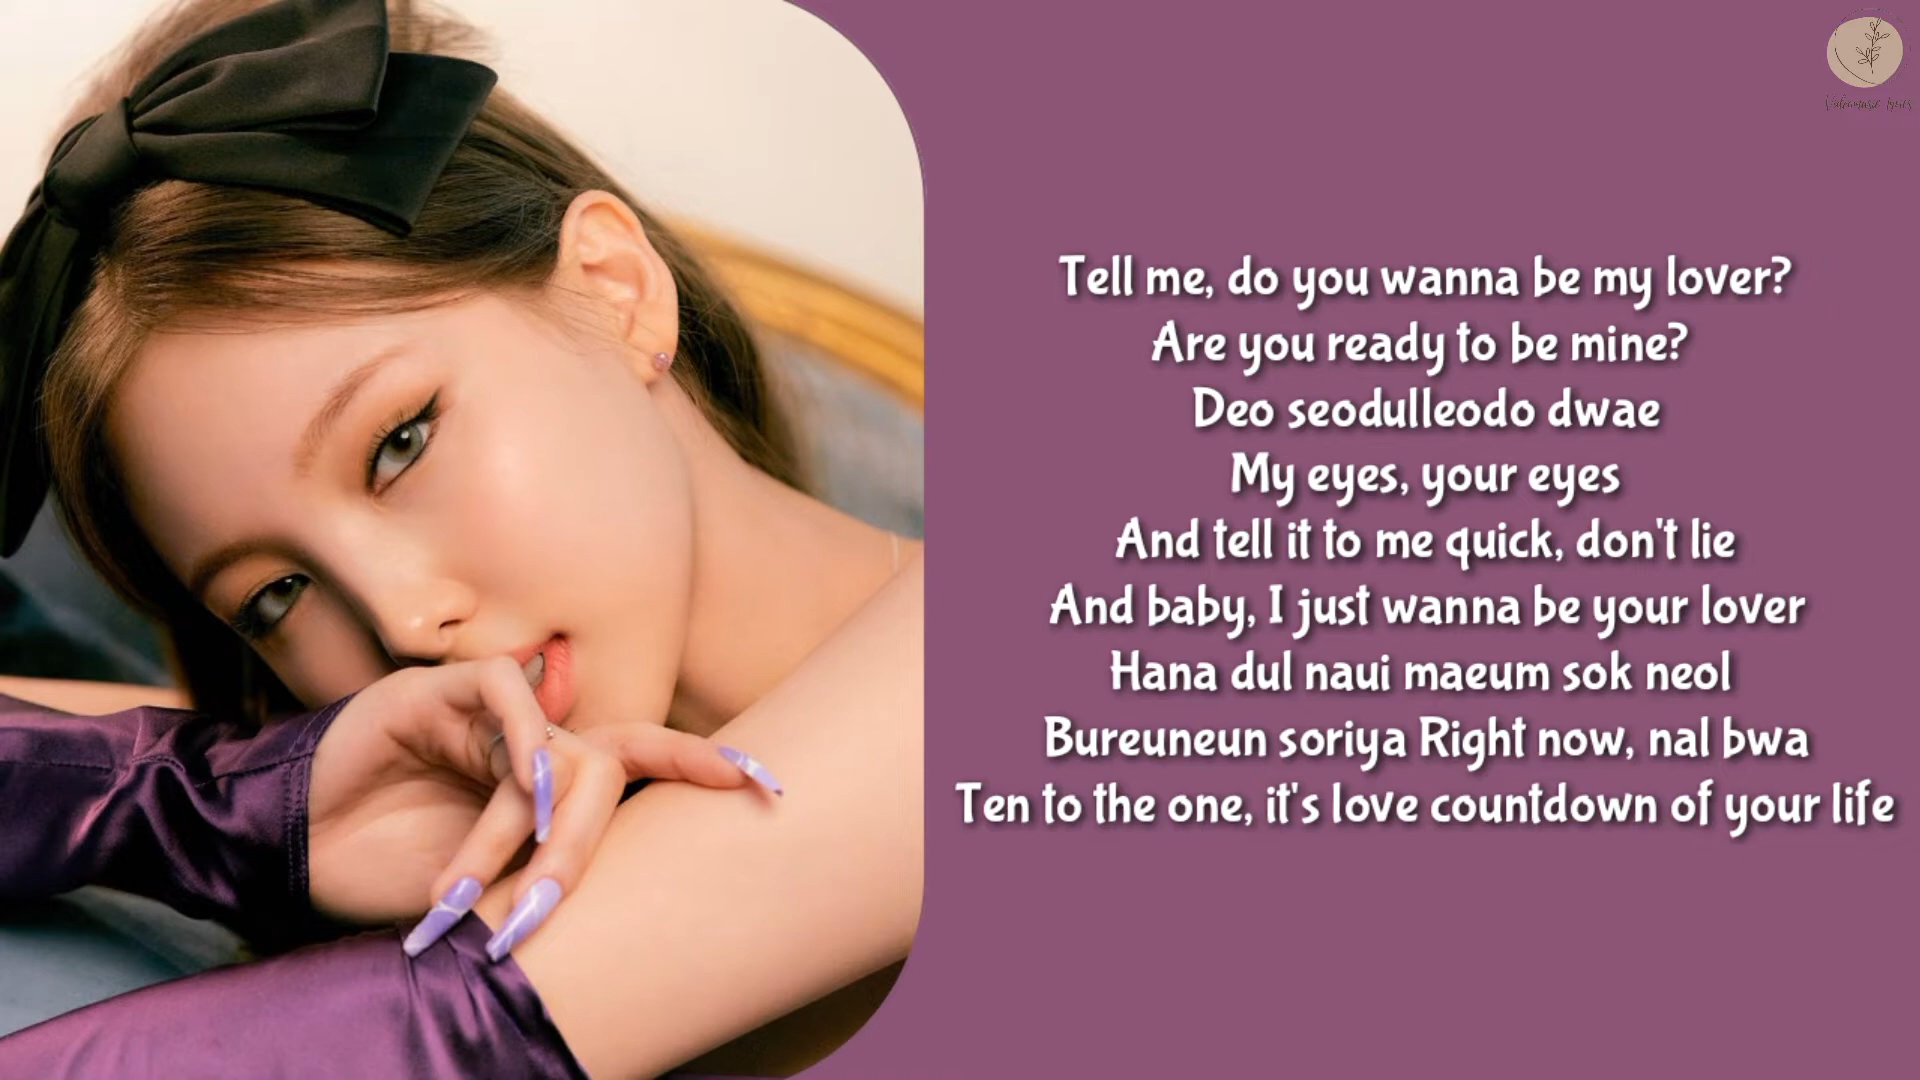 Tell me, do you wanna be my lover?
Are you ready to be mine?
Deo seodulleodo dwae
My eyes, your eyes
And tell it to me quick, don't lie
And baby, I just wanna be your lover
Hana dul naui maeum sok neol
Bureuneun soriya Right now, nal bwa
Ten to the one, it's love countdown of your life